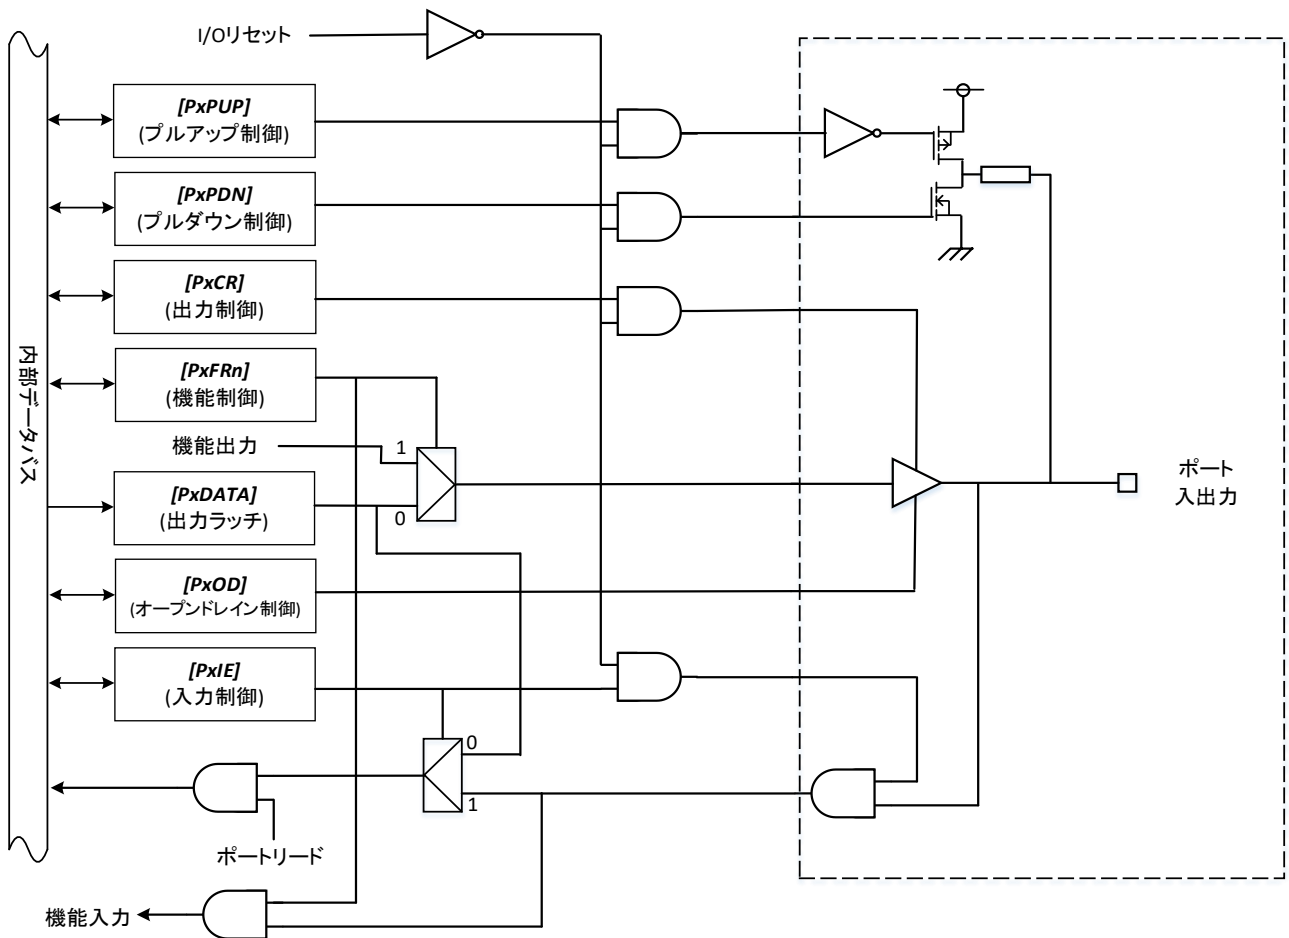 I/Oリセット
[PxPUP]
(プルアップ制御)
[PxPDN]
(プルダウン制御)
[PxCR]
(出力制御)
内部データバス
[PxFRn]
(機能制御)
機能出力
1
0
[PxDATA]
(出力ラッチ)
ポート
入出力
[PxOD]
(オープンドレイン制御)
[PxIE]
(入力制御)
0
1
ポートリード
機能入力